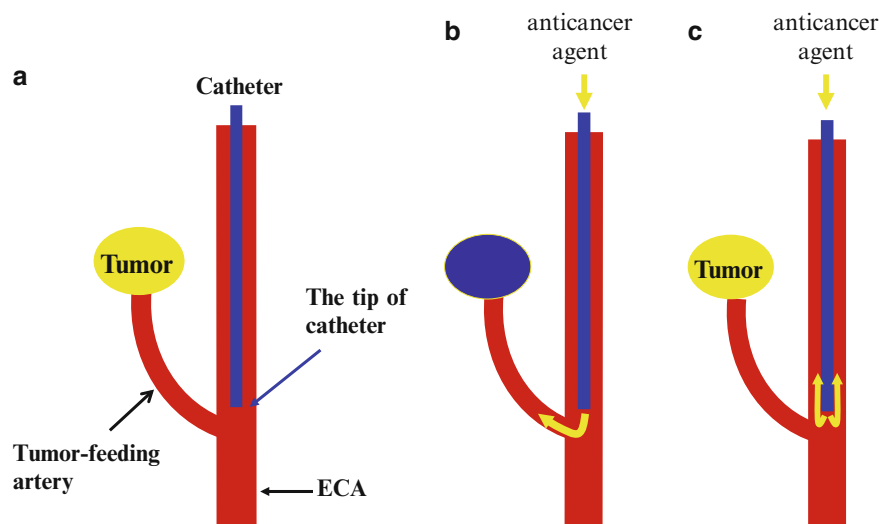 a
Catheter
Tumor
The tip of
catheter
Tumor-feeding
artery
ECA
b
anticancer
agent
c
anticancer
agent
Tumor